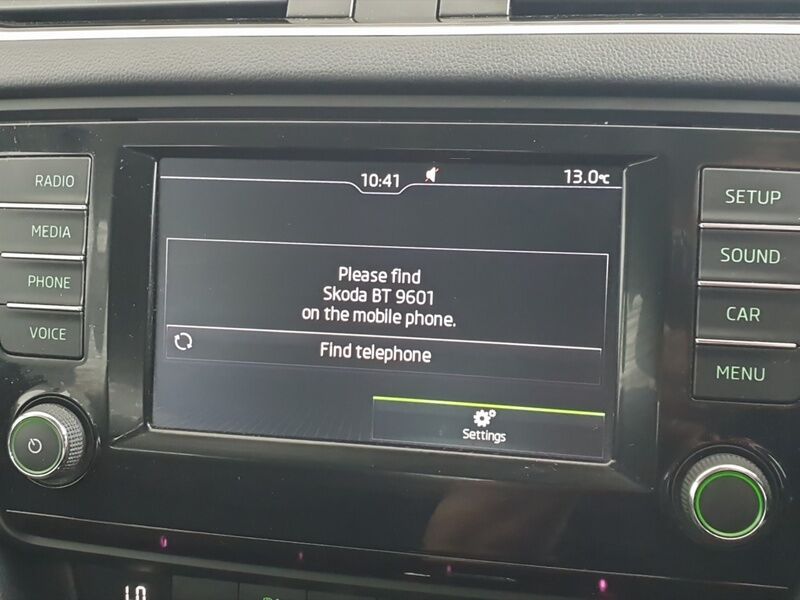 10:41
13.0℃
RADIO
MEDIA
PHONE
VOICE
Please find
Skoda BT 9601
on the mobile phone.
Find telephone
Settings
SETUP
SOUND
CAR
MENU